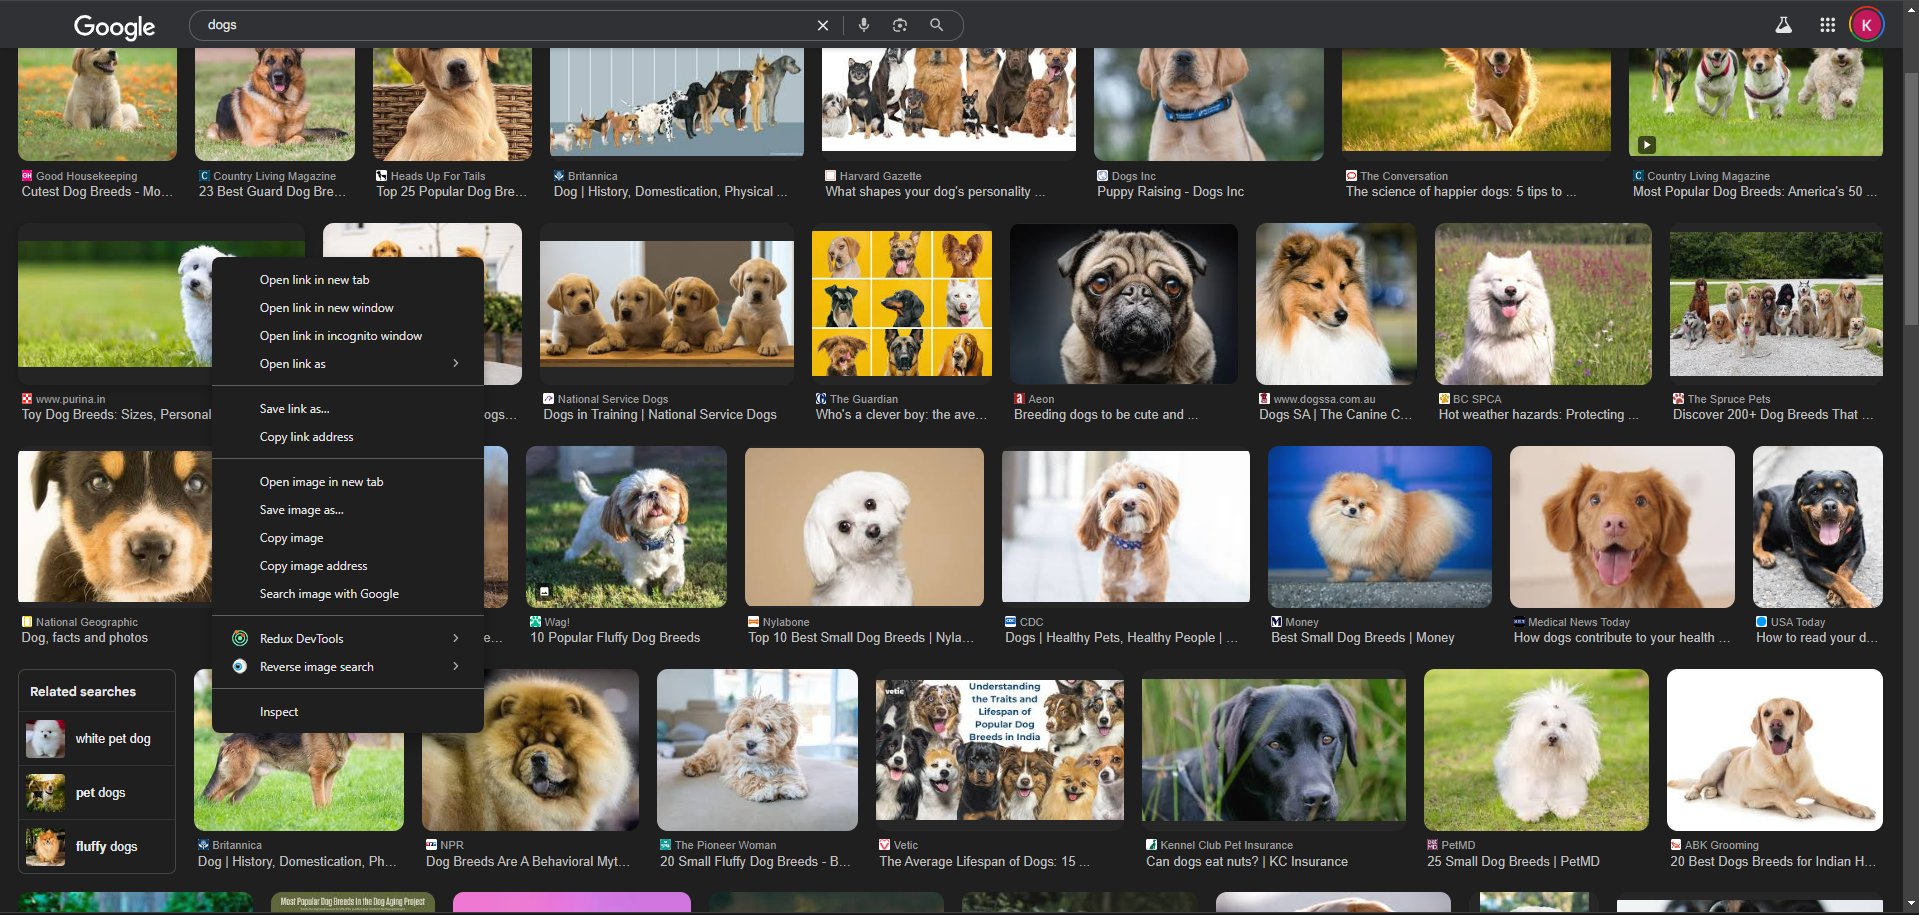 Google
dogs
K
Good Housekeeping
Cutest Dog Breeds - Mo...
Country Living Magazine
23 Best Guard Dog Bre...
Heads Up For Tails
Top 25 Popular Dog Bre...
Britannica
Dog | History, Domestication, Physical ...
Harvard Gazette
What shapes your dog's personality ...
Dogs Inc
Puppy Raising - Dogs Inc
The Conversation
The science of happier dogs: 5 tips to ...
Country Living Magazine
Most Popular Dog Breeds: America's 50 ...
www.purina.in
Toy Dog Breeds: Sizes, Personal
ogs...
National Service Dogs
Dogs in Training | National Service Dogs
The Guardian
Who's a clever boy: the ave...
Aeon
Breeding dogs to be cute and ...
www.dogssa.com.au
Dogs SA | The Canine C...
BC SPCA
Hot weather hazards: Protecting ...
The Spruce Pets
Discover 200+ Dog Breeds That ...
Open link in new tab
Open link in new window
Open link in incognito window
Open link as
Save link as...
Copy link address
Open image in new tab
Save image as...
Copy image
Copy image address
Search image with Google
Redux DevTools
Reverse image search
Inspect
National Geographic
Dog, facts and photos
e...
Wag!
10 Popular Fluffy Dog Breeds
Nylabone
Top 10 Best Small Dog Breeds | Nyla...
CDC
Dogs | Healthy Pets, Healthy People | ...
Money
Best Small Dog Breeds | Money
Medical News Today
How dogs contribute to your health ...
USA Today
How to read your d...
Related searches
white pet dog
pet dogs
fluffy dogs
Britannica
Dog | History, Domestication, Ph...
NPR
Dog Breeds Are A Behavioral Myt...
The Pioneer Woman
20 Small Fluffy Dog Breeds - B...
vetic
Understanding
the Traits and
Lifespan of
Popular Dog
Breeds in India
Vetic
The Average Lifespan of Dogs: 15 ...
Kennel Club Pet Insurance
Can dogs eat nuts? | KC Insurance
PetMD
25 Small Dog Breeds | PetMD
ABK Grooming
20 Best Dogs Breeds for Indian H...
Most Popular Dog Breeds In the Dog Aging Project